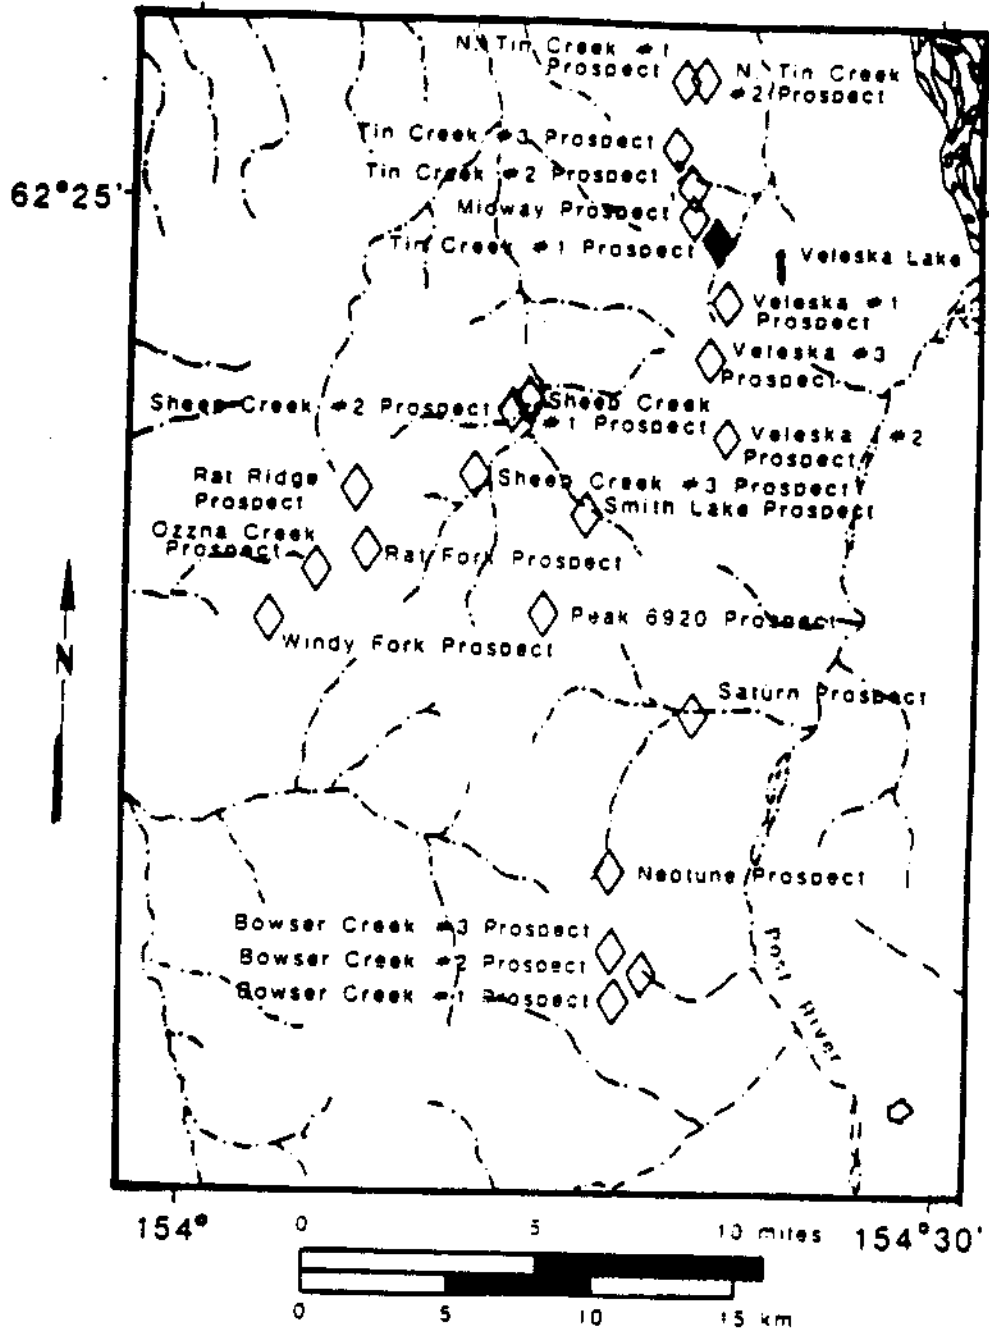 N. Tin Creek #1
Prospect
N. Tin Creek
#2 Prospect
Tin Creek #3 Prospect
62°25'
Tin Creek #2 Prospect
Midway Prospect
Tin Creek #1 Prospect
Veleska Lake
Veleska #1
Prospect
Veleska #3
Prospect
Sheep Creek #2 Prospect
Sheep Creek
#1 Prospect
Veleska #2
Prospect
Rat Ridge
Prospect
Sheep Creek #3 Prospect
Smith Lake Prospect
Ozzna Creek
Prospect
Rat Fork Prospect
N
Peak 6920 Prospect
Windy Fork Prospect
Saturn Prospect
Neptune Prospect
Bowser Creek #3 Prospect
Bowser Creek #2 Prospect
Bowser Creek #1 Prospect
River
154°
154°30'
0 5 10 miles
0 5 10 15 km